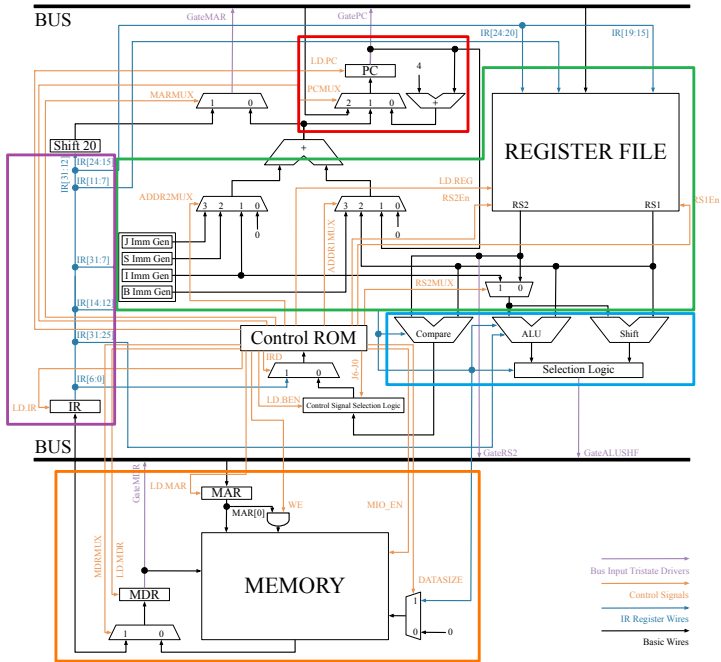 BUS
GateMAR
GatePC
IR[24:20]
IR[19:15]
LD.PC
PC
4
MARMUX
PCMUX
1 0
2 1 0
+
Shift 20
REGISTER FILE
IR[31:12]
IR[24:15]
IR[11:7]
+
LD.REG
RS2En
RS1En
RS2
RS1
ADDR2MUX
3 2 1 0
0
ADDR1MUX
3 2 1 0
0
J Imm Gen
S Imm Gen
I Imm Gen
B Imm Gen
IR[31:7]
RS2MUX
1 0
IR[14:12]
IR[31:25]
Control ROM
Compare
ALU
Shift
IRD
1 0
J6-J0
Selection Logic
IR[6:0]
LD.IR
IR
LD.BEN
Control Signal Selection Logic
BUS
GateMDR
GateRS2
GateALUSHF
LD.MAR
MAR
MAR[0]
WE
MIO_EN
MDRMUX
LD.MDR
MDR
MEMORY
DATASIZE
1
0
0
1 0
Bus Input Tristate Drivers
Control Signals
IR Register Wires
Basic Wires